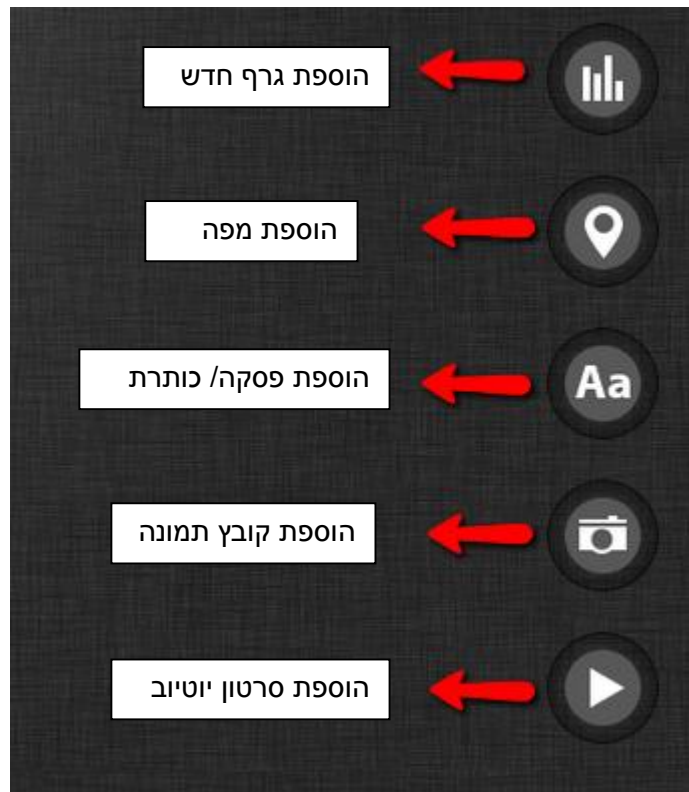 הוספת גרף חדש
הוספת מפה
הוספת פסקה/ כותרת
Aa
הוספת קובץ תמונה
הוספת סרטון יוטיוב